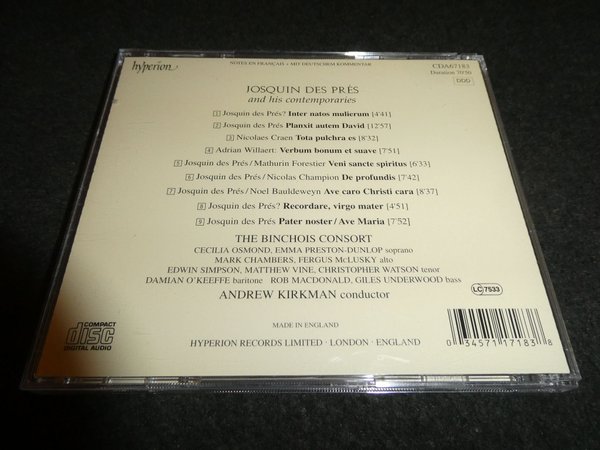 hyperion
NOTES EN FRANÇAIS • MIT DEUTSCHEM KOMMENTAR
CDA67183
Duration 70'50
DDD
JOSQUIN DES PRÉS
and his contemporaries
1 Josquin des Prés? Inter natos mulierum [4'41]
2 Josquin des Prés Planxit autem David [12'57]
3 Nicolaes Craen Tota pulchra es [8'32]
4 Adrian Willaert: Verbum bonum et suave [7'51]
5 Josquin des Prés / Mathurin Forestier Veni sancte spiritus [6'33]
6 Josquin des Prés / Nicolas Champion De profundis [7'42]
7 Josquin des Prés / Noel Bauldeweyn Ave caro Christi cara [8'37]
8 Josquin des Prés? Recordare, virgo mater [4'51]
9 Josquin des Prés Pater noster / Ave Maria [7'52]
THE BINCHOIS CONSORT
CECILIA OSMOND, EMMA PRESTON-DUNLOP soprano
MARK CHAMBERS, FERGUS McLUSKY alto
EDWIN SIMPSON, MATTHEW VINE, CHRISTOPHER WATSON tenor
DAMIAN O'KEEFFE baritone ROB MACDONALD, GILES UNDERWOOD bass
ANDREW KIRKMAN conductor
LC 7533
COMPACT
disc
DIGITAL AUDIO
MADE IN ENGLAND
HYPERION RECORDS LIMITED · LONDON · ENGLAND
0 34571 17183 8